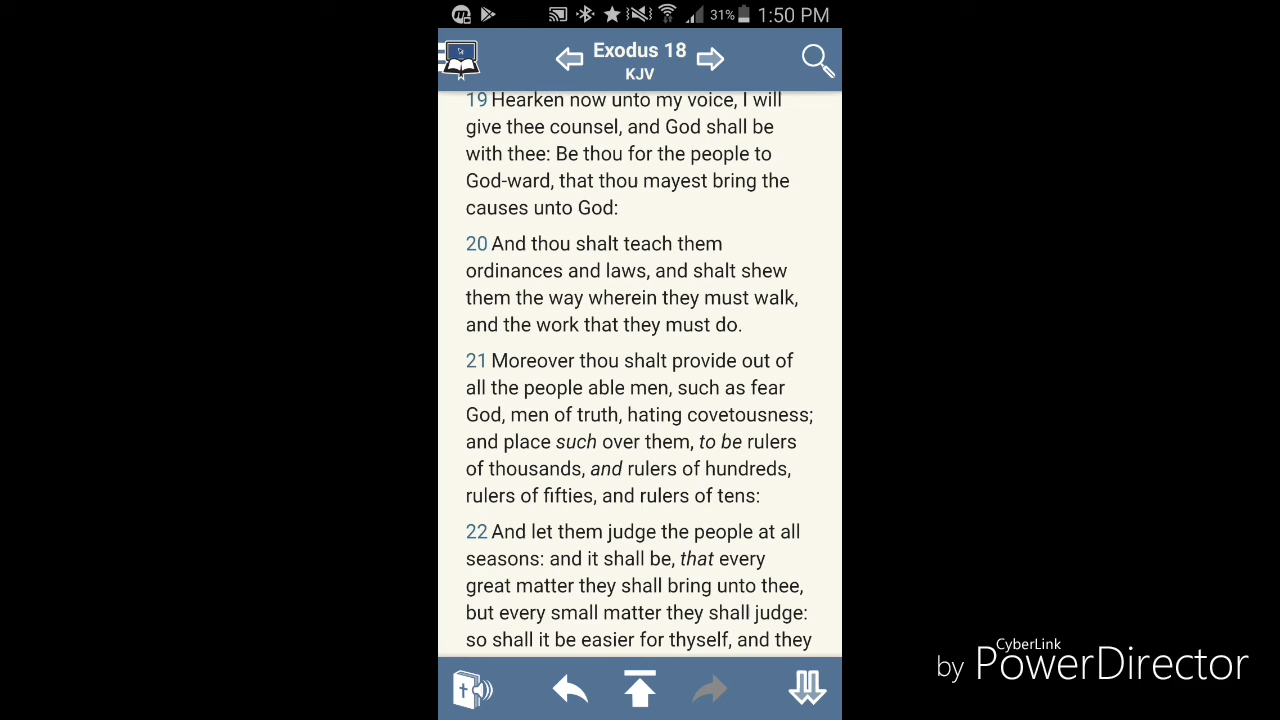 31% 1:50 PM
Exodus 18
KJV
19 Hearken now unto my voice, I will
give thee counsel, and God shall be
with thee: Be thou for the people to
God-ward, that thou mayest bring the
causes unto God:
20 And thou shalt teach them
ordinances and laws, and shalt shew
them the way wherein they must walk,
and the work that they must do.
21 Moreover thou shalt provide out of
all the people able men, such as fear
God, men of truth, hating covetousness;
and place such over them, to be rulers
of thousands, and rulers of hundreds,
rulers of fifties, and rulers of tens:
22 And let them judge the people at all
seasons: and it shall be, that every
great matter they shall bring unto thee,
but every small matter they shall judge:
so shall it be easier for thyself, and they
CyberLink
by PowerDirector